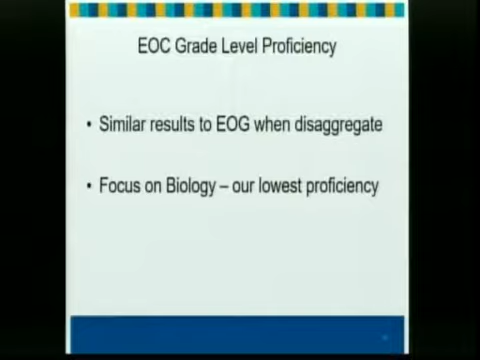 EOC Grade Level Proficiency
• Similar results to EOG when disaggregate
• Focus on Biology – our lowest proficiency